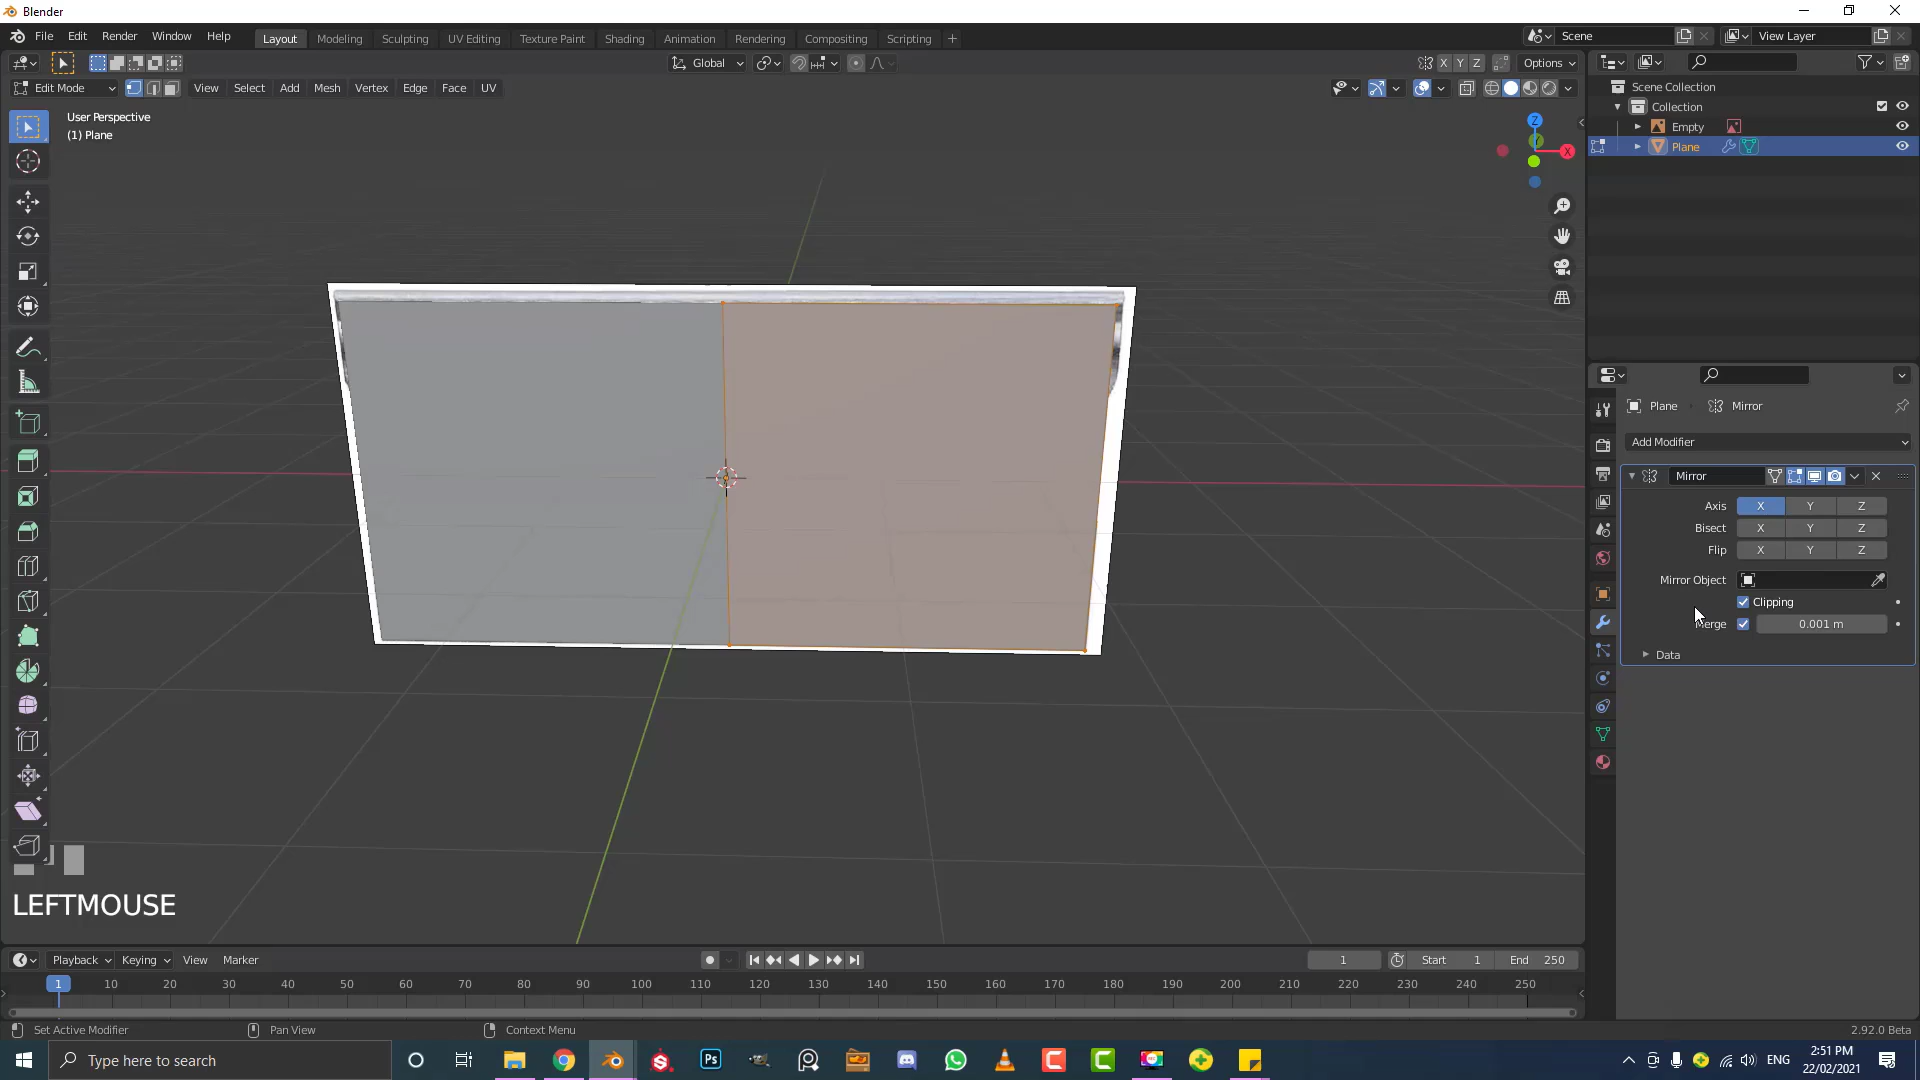 Blender
File Edit Render Window Help
Layout Modeling Sculpting UV Editing Texture Paint Shading Animation Rendering Compositing Scripting +
Scene
View Layer
Global
X Y Z
Options
Edit Mode
View Select Add Mesh Vertex Edge Face UV
User Perspective
(1) Plane
Z
X
Y
Scene Collection
Collection
Empty
Plane
Plane
Mirror
Add Modifier
Mirror
Axis X Y Z
Bisect X Y Z
Flip X Y Z
Mirror Object
Clipping
Merge 0.001 m
Data
LEFTMOUSE
Playback Keying View Marker
1 Start 1 End 250
1 10 20 30 40 50 60 70 80 90 100 110 120 130 140 150 160 170 180 190 200 210 220 230 240 250
Set Active Modifier Pan View Context Menu
2.92.0 Beta
Type here to search
Ps
ENG
2:51 PM
22/02/2021